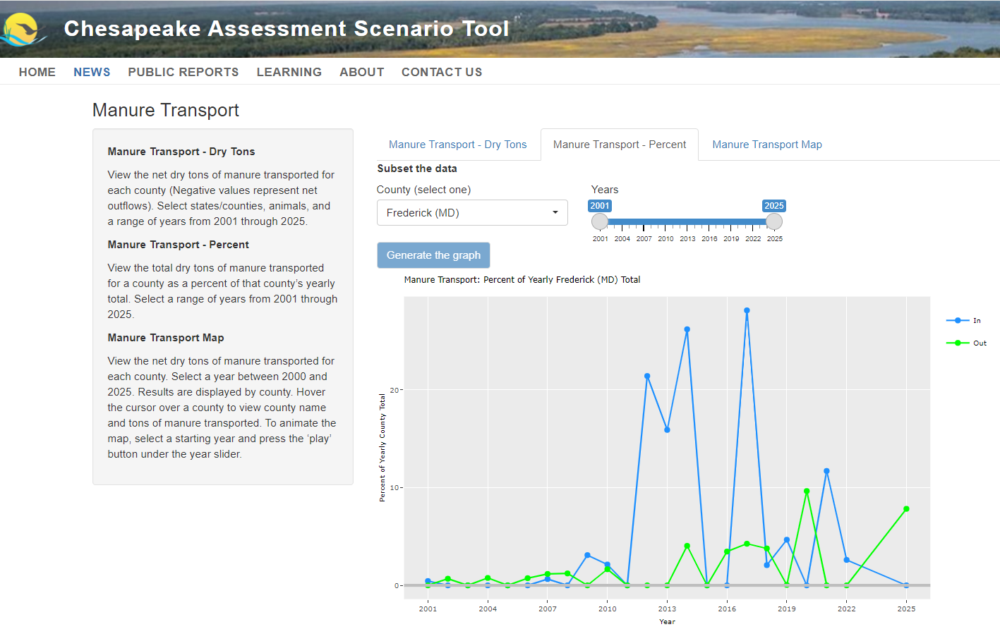 Chesapeake Assessment Scenario Tool
HOME NEWS PUBLIC REPORTS LEARNING ABOUT CONTACT US
Manure Transport
Manure Transport - Dry Tons
View the net dry tons of manure transported for
each county (Negative values represent net
outflows). Select states/counties, animals, and
a range of years from 2001 through 2025.
Manure Transport - Percent
View the total dry tons of manure transported
for a county as a percent of that county’s yearly
total. Select a range of years from 2001 through
2025.
Manure Transport Map
View the net dry tons of manure transported for
each county. Select a year between 2000 and
2025. Results are displayed by county. Hover
the cursor over a county to view county name
and tons of manure transported. To animate the
map, select a starting year and press the ‘play’
button under the year slider.
Manure Transport - Dry Tons Manure Transport - Percent Manure Transport Map
Subset the data
County (select one)
Frederick (MD)
Years
2001 2025
2001 2004 2007 2010 2013 2016 2019 2022 2025
Generate the graph
Manure Transport: Percent of Yearly Frederick (MD) Total
In
Out
Percent of Yearly County Total
20
10
0
2001 2004 2007 2010 2013 2016 2019 2022 2025
Year